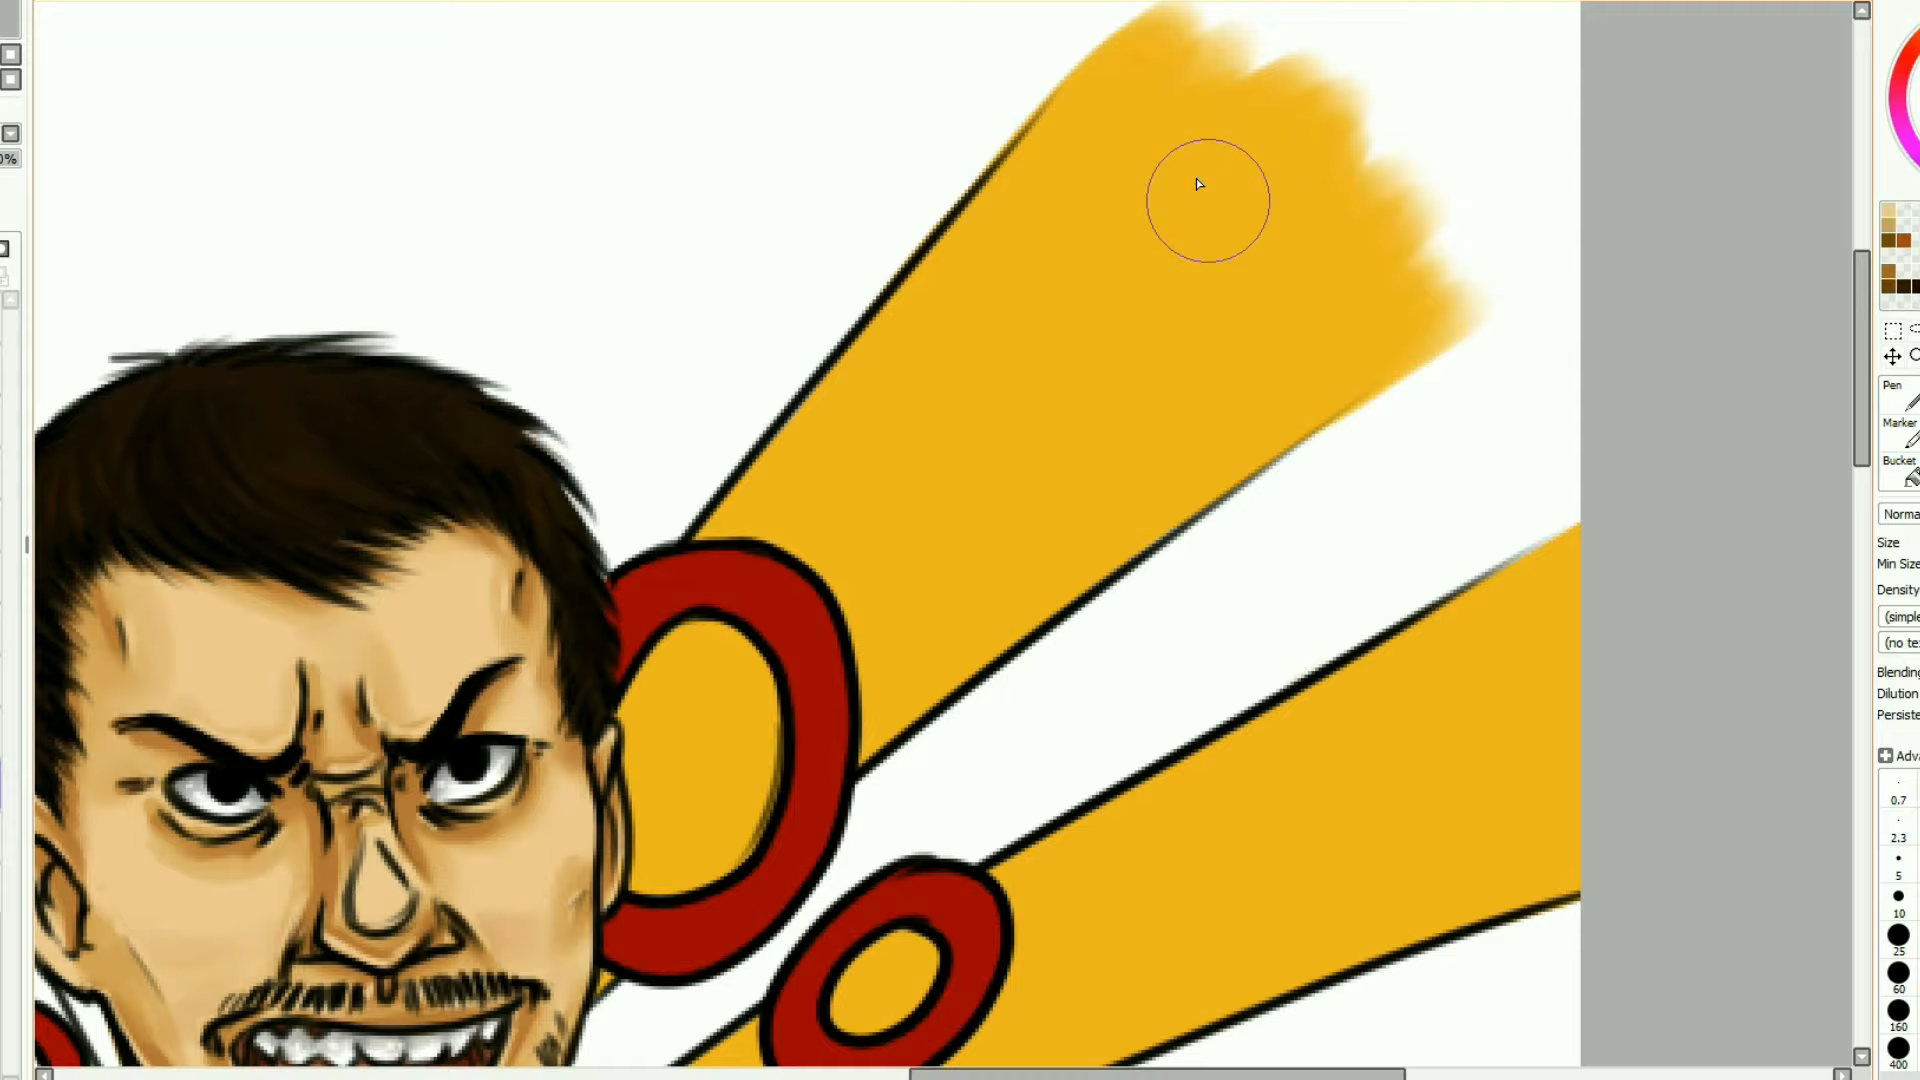 0%
Pen
Marker
Bucket
Norma
Size
Min Size
Density
(simple
(no te
Blending
Dilution
Persiste
Adva
0.7
2.3
5
10
25
60
160
400